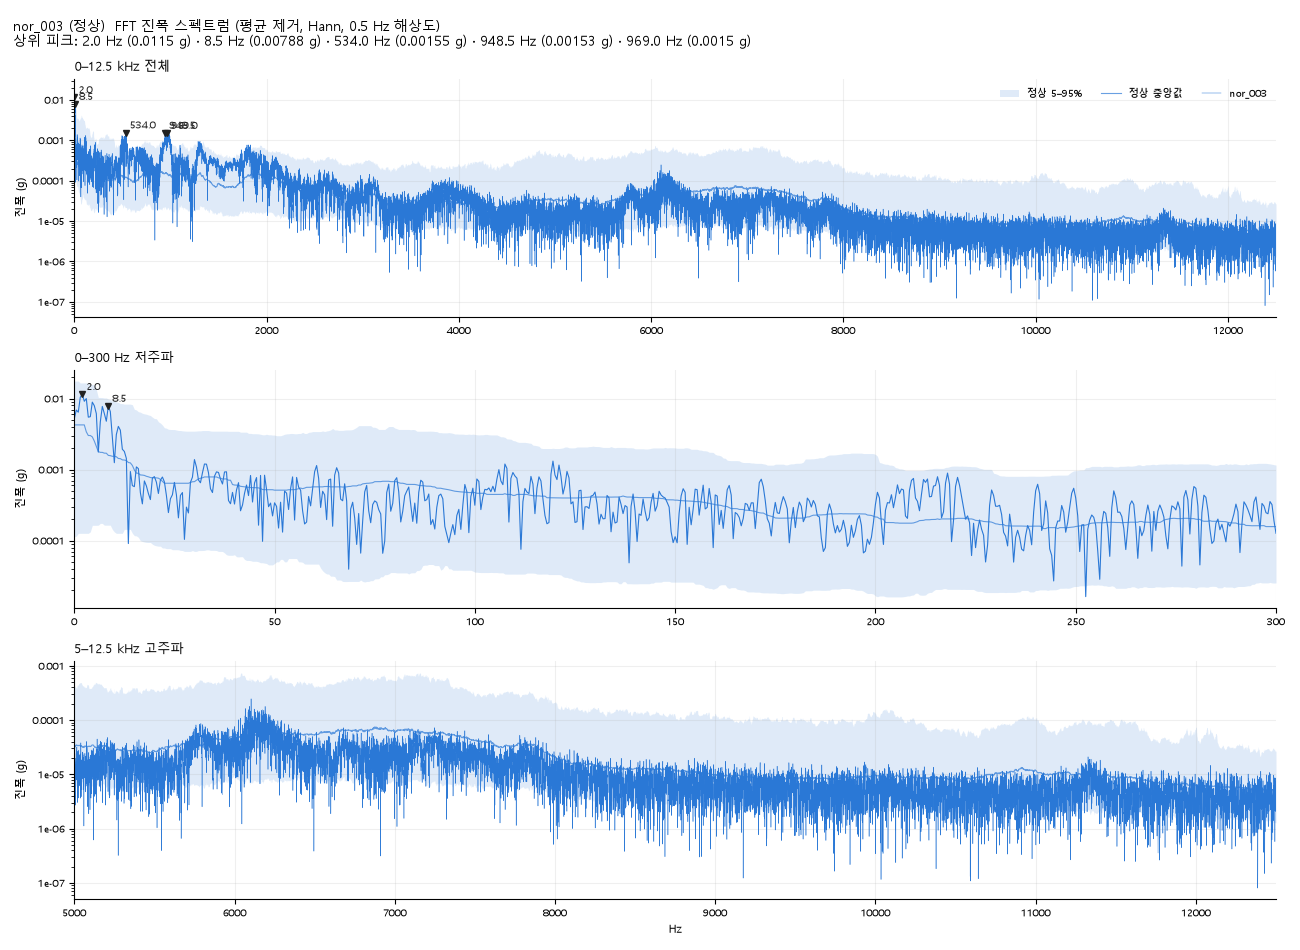 nor_003 (정상)  FFT 진폭 스펙트럼 (평균 제거, Hann, 0.5 Hz 해상도)
상위 피크: 2.0 Hz (0.0115 g) · 8.5 Hz (0.00788 g) · 534.0 Hz (0.00155 g) · 948.5 Hz (0.00153 g) · 969.0 Hz (0.0015 g)
0–12.5 kHz 전체
정상 5–95% 정상 중앙값 nor_003
2.0
8.5
534.0
진폭 (g)
0.01
0.001
0.0001
1e-05
1e-06
1e-07
0 2000 4000 6000 8000 10000 12000
0–300 Hz 저주파
2.0
8.5
진폭 (g)
0.01
0.001
0.0001
0 50 100 150 200 250 300
5–12.5 kHz 고주파
진폭 (g)
0.001
0.0001
1e-05
1e-06
1e-07
5000 6000 7000 8000 9000 10000 11000 12000
Hz